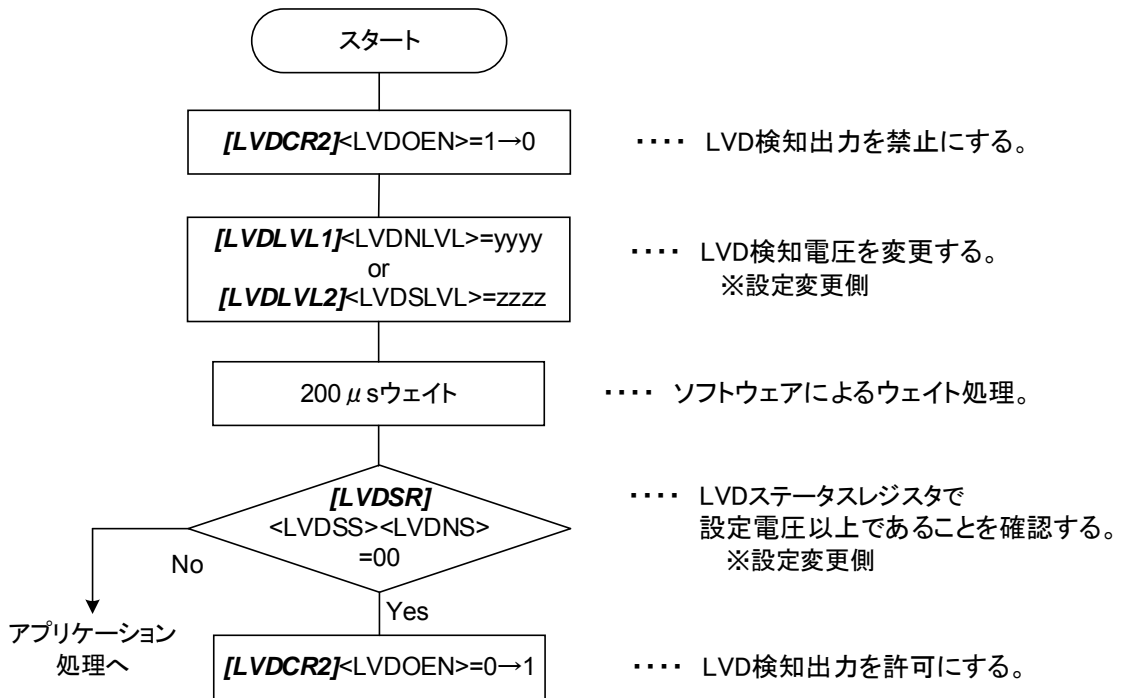 スタート
[LVDCR2]<LVDOEN>=1→0
・・・・ LVD検知出力を禁止にする。
[LVDLVL1]<LVDNLVL>=yyyy
or
[LVDLVL2]<LVDSLVL>=zzzz
・・・・ LVD検知電圧を変更する。
※設定変更側
200μsウェイト
・・・・ ソフトウェアによるウェイト処理。
[LVDSR]
<LVDSS><LVDNS>
=00
・・・・ LVDステータスレジスタで
設定電圧以上であることを確認する。
※設定変更側
No
Yes
アプリケーション
処理へ
[LVDCR2]<LVDOEN>=0→1
・・・・ LVD検知出力を許可にする。